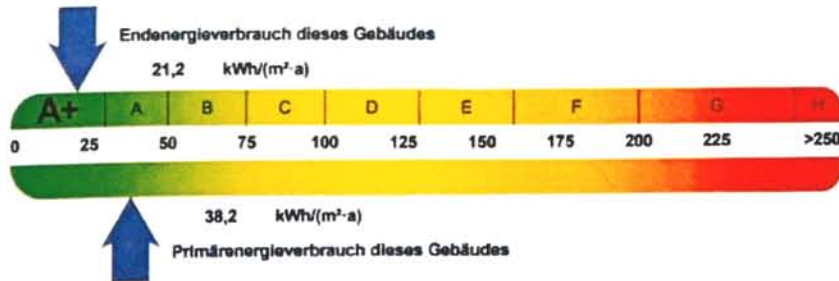 Endenergieverbrauch dieses Gebäudes
21,2 kWh/(m²·a)
A+ A B C D E F G H
0 25 50 75 100 125 150 175 200 225 >250
38,2 kWh/(m²·a)
Primärenergieverbrauch dieses Gebäudes